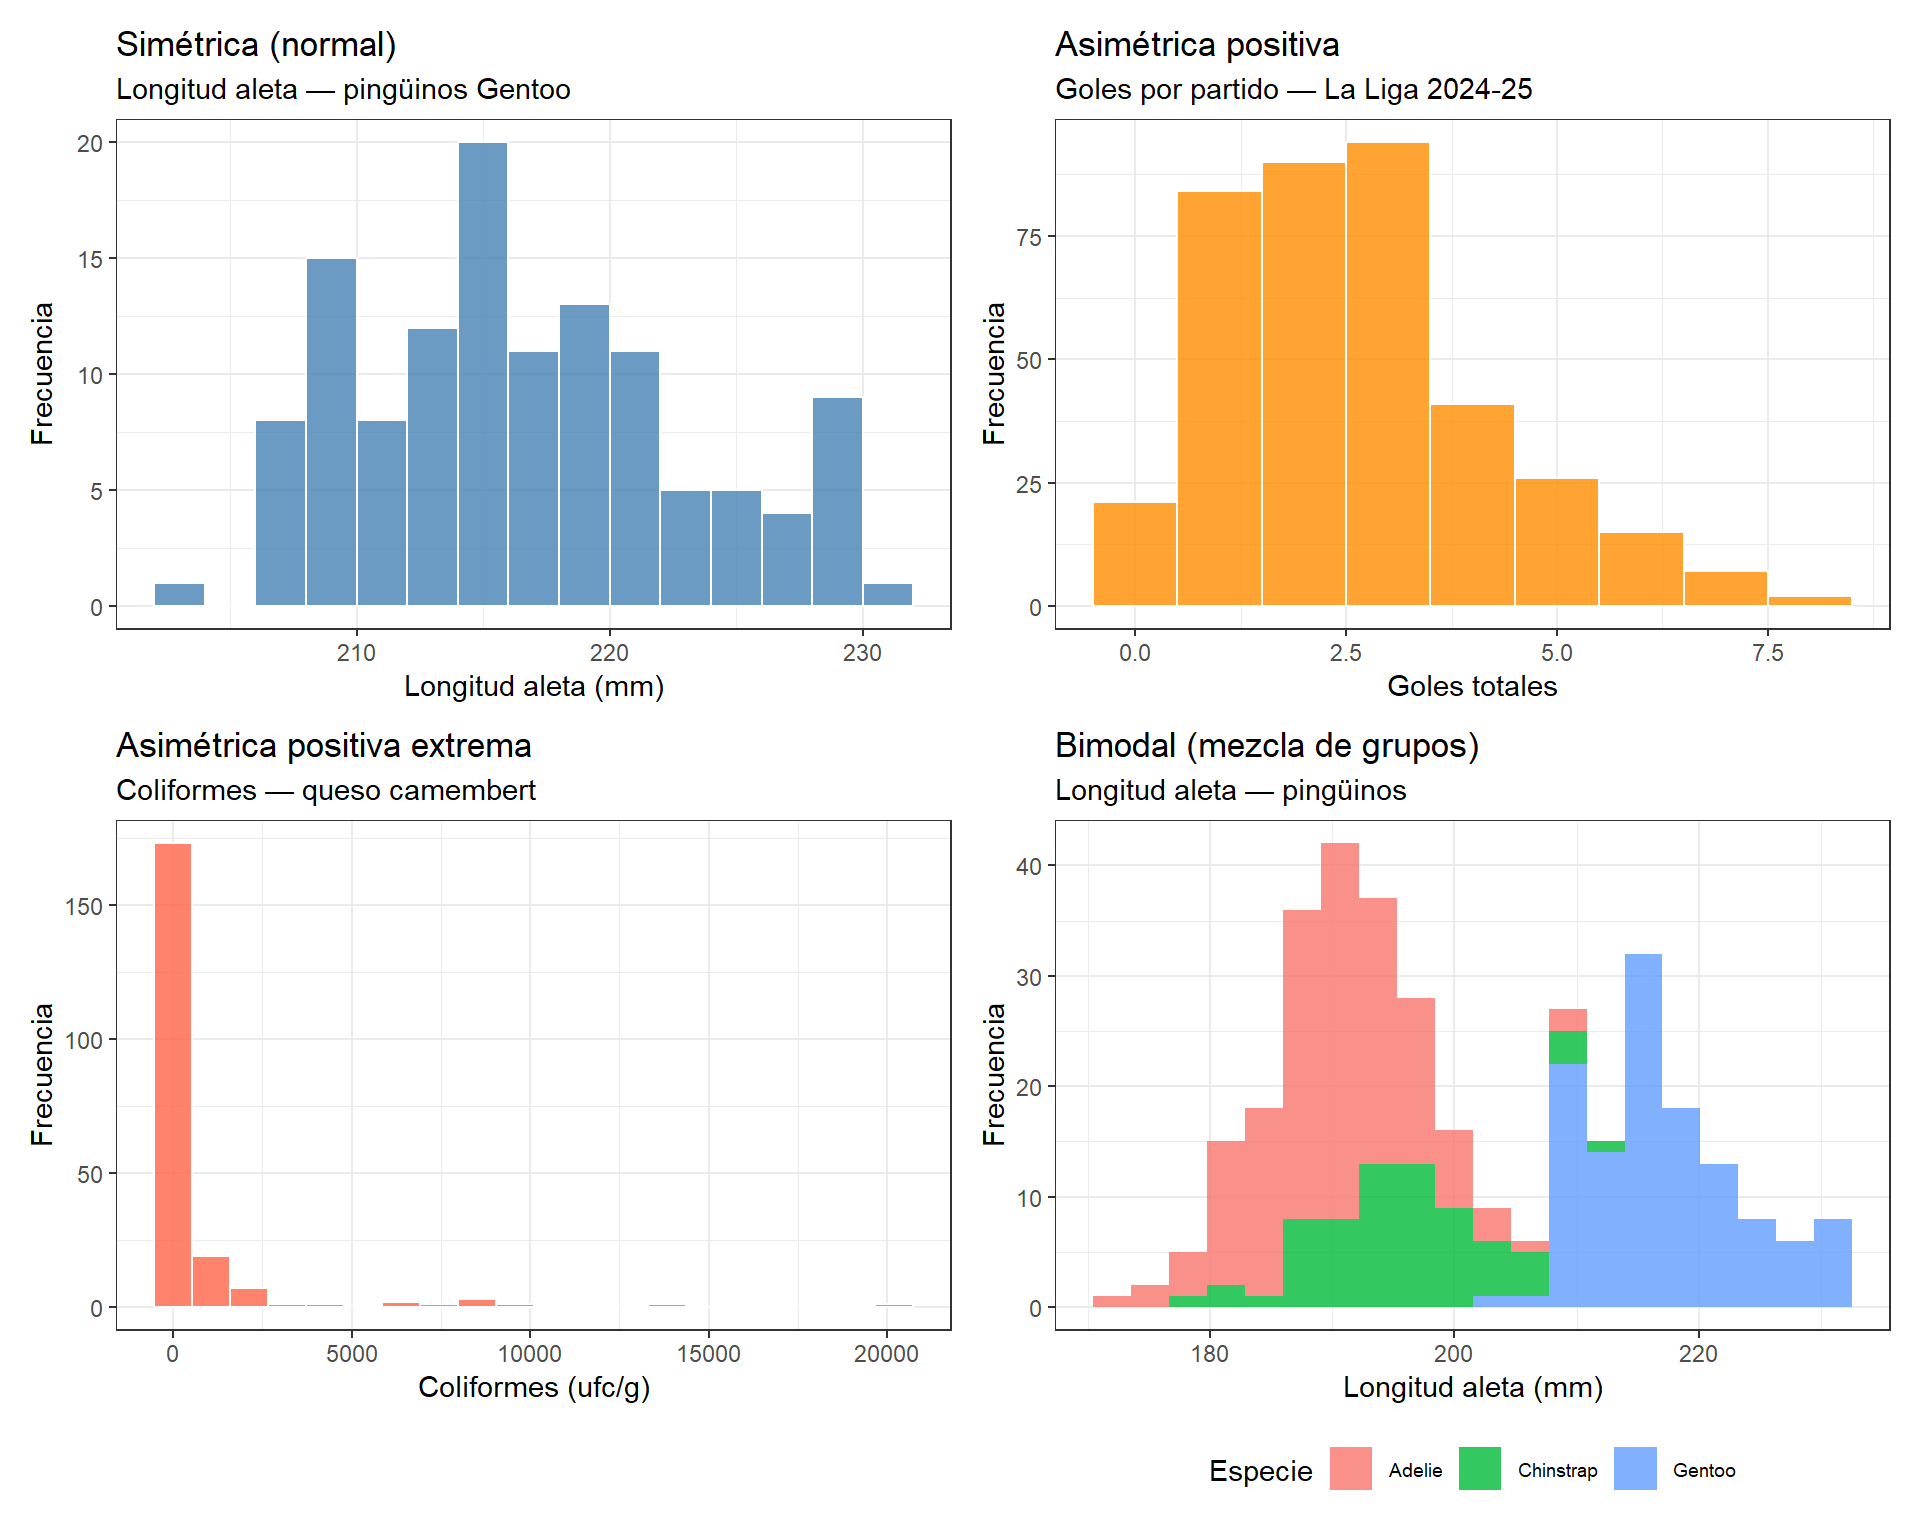 Simétrica (normal)
Longitud aleta — pingüinos Gentoo
20
15
10
5
0
Frecuencia
210 220 230
Longitud aleta (mm)
Asimétrica positiva
Goles por partido — La Liga 2024-25
75
50
25
0
Frecuencia
0.0 2.5 5.0 7.5
Goles totales
Asimétrica positiva extrema
Coliformes — queso camembert
150
100
50
0
Frecuencia
0 5000 10000 15000 20000
Coliformes (ufc/g)
Bimodal (mezcla de grupos)
Longitud aleta — pingüinos
40
30
20
10
0
Frecuencia
180 200 220
Longitud aleta (mm)
Especie Adelie Chinstrap Gentoo